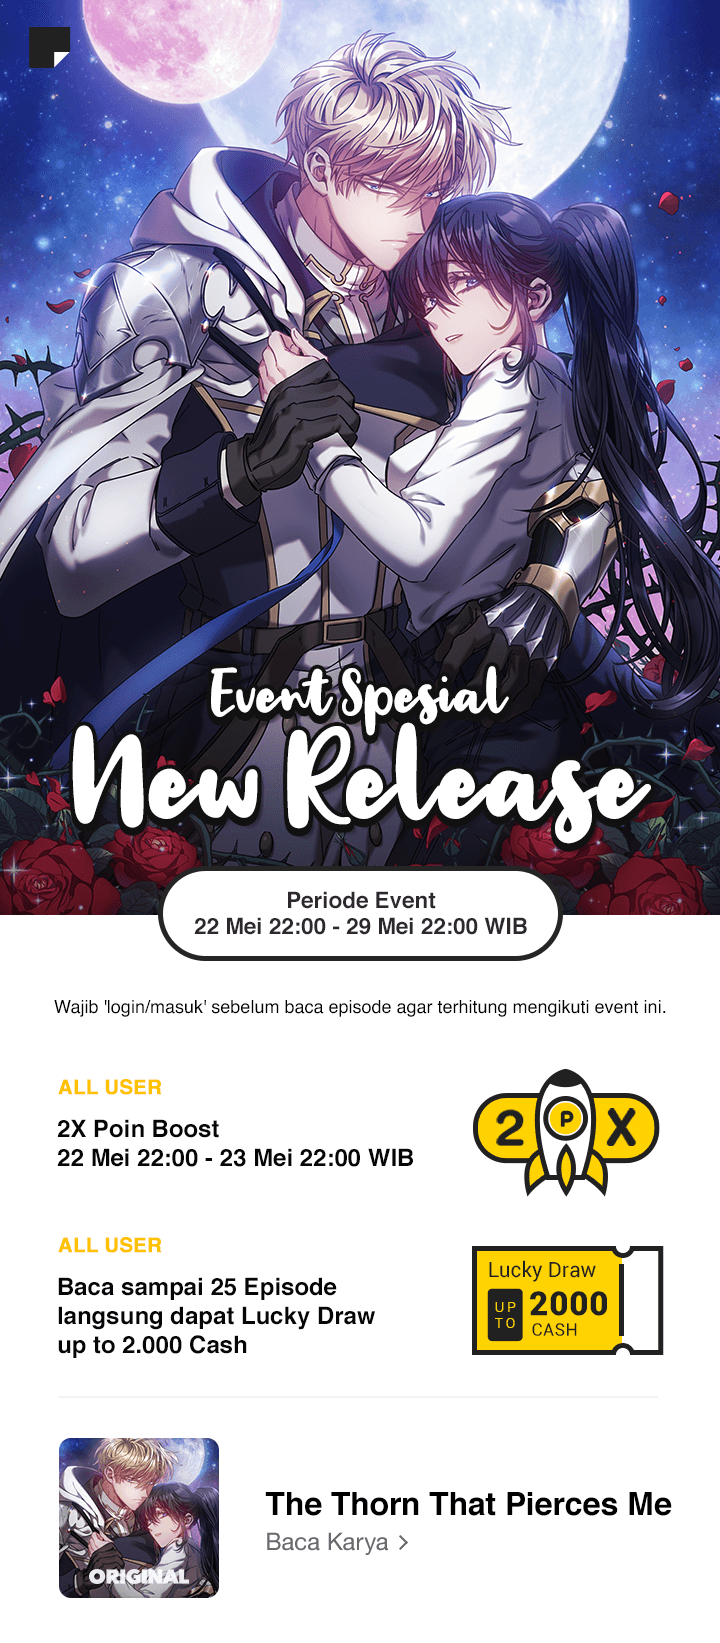 Event Spesial
New Release
Periode Event
22 Mei 22:00 - 29 Mei 22:00 WIB
Wajib 'login/masuk' sebelum baca episode agar terhitung mengikuti event ini.
ALL USER
2X Poin Boost
22 Mei 22:00 - 23 Mei 22:00 WIB
2 P X
ALL USER
Baca sampai 25 Episode
langsung dapat Lucky Draw
up to 2.000 Cash
Lucky Draw
UP TO
2000
CASH
ORIGINAL
The Thorn That Pierces Me
Baca Karya >